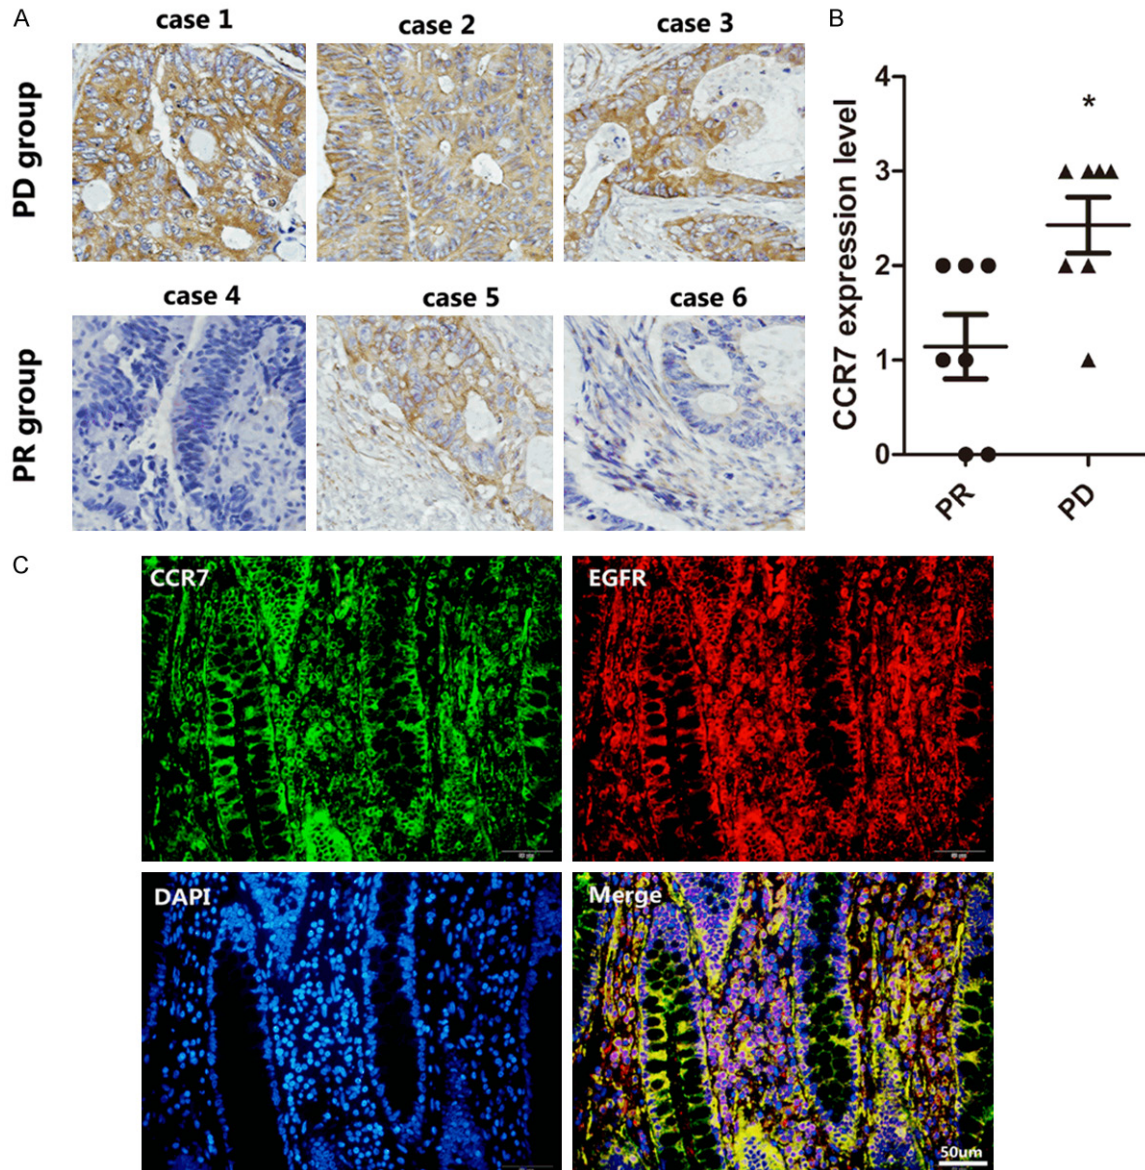 A
case 1
case 2
case 3
PD group
case 4
case 5
case 6
PR group
B
CCR7 expression level
4
*
3
2
1
0
PR
PD
C
CCR7
EGFR
DAPI
Merge
50um